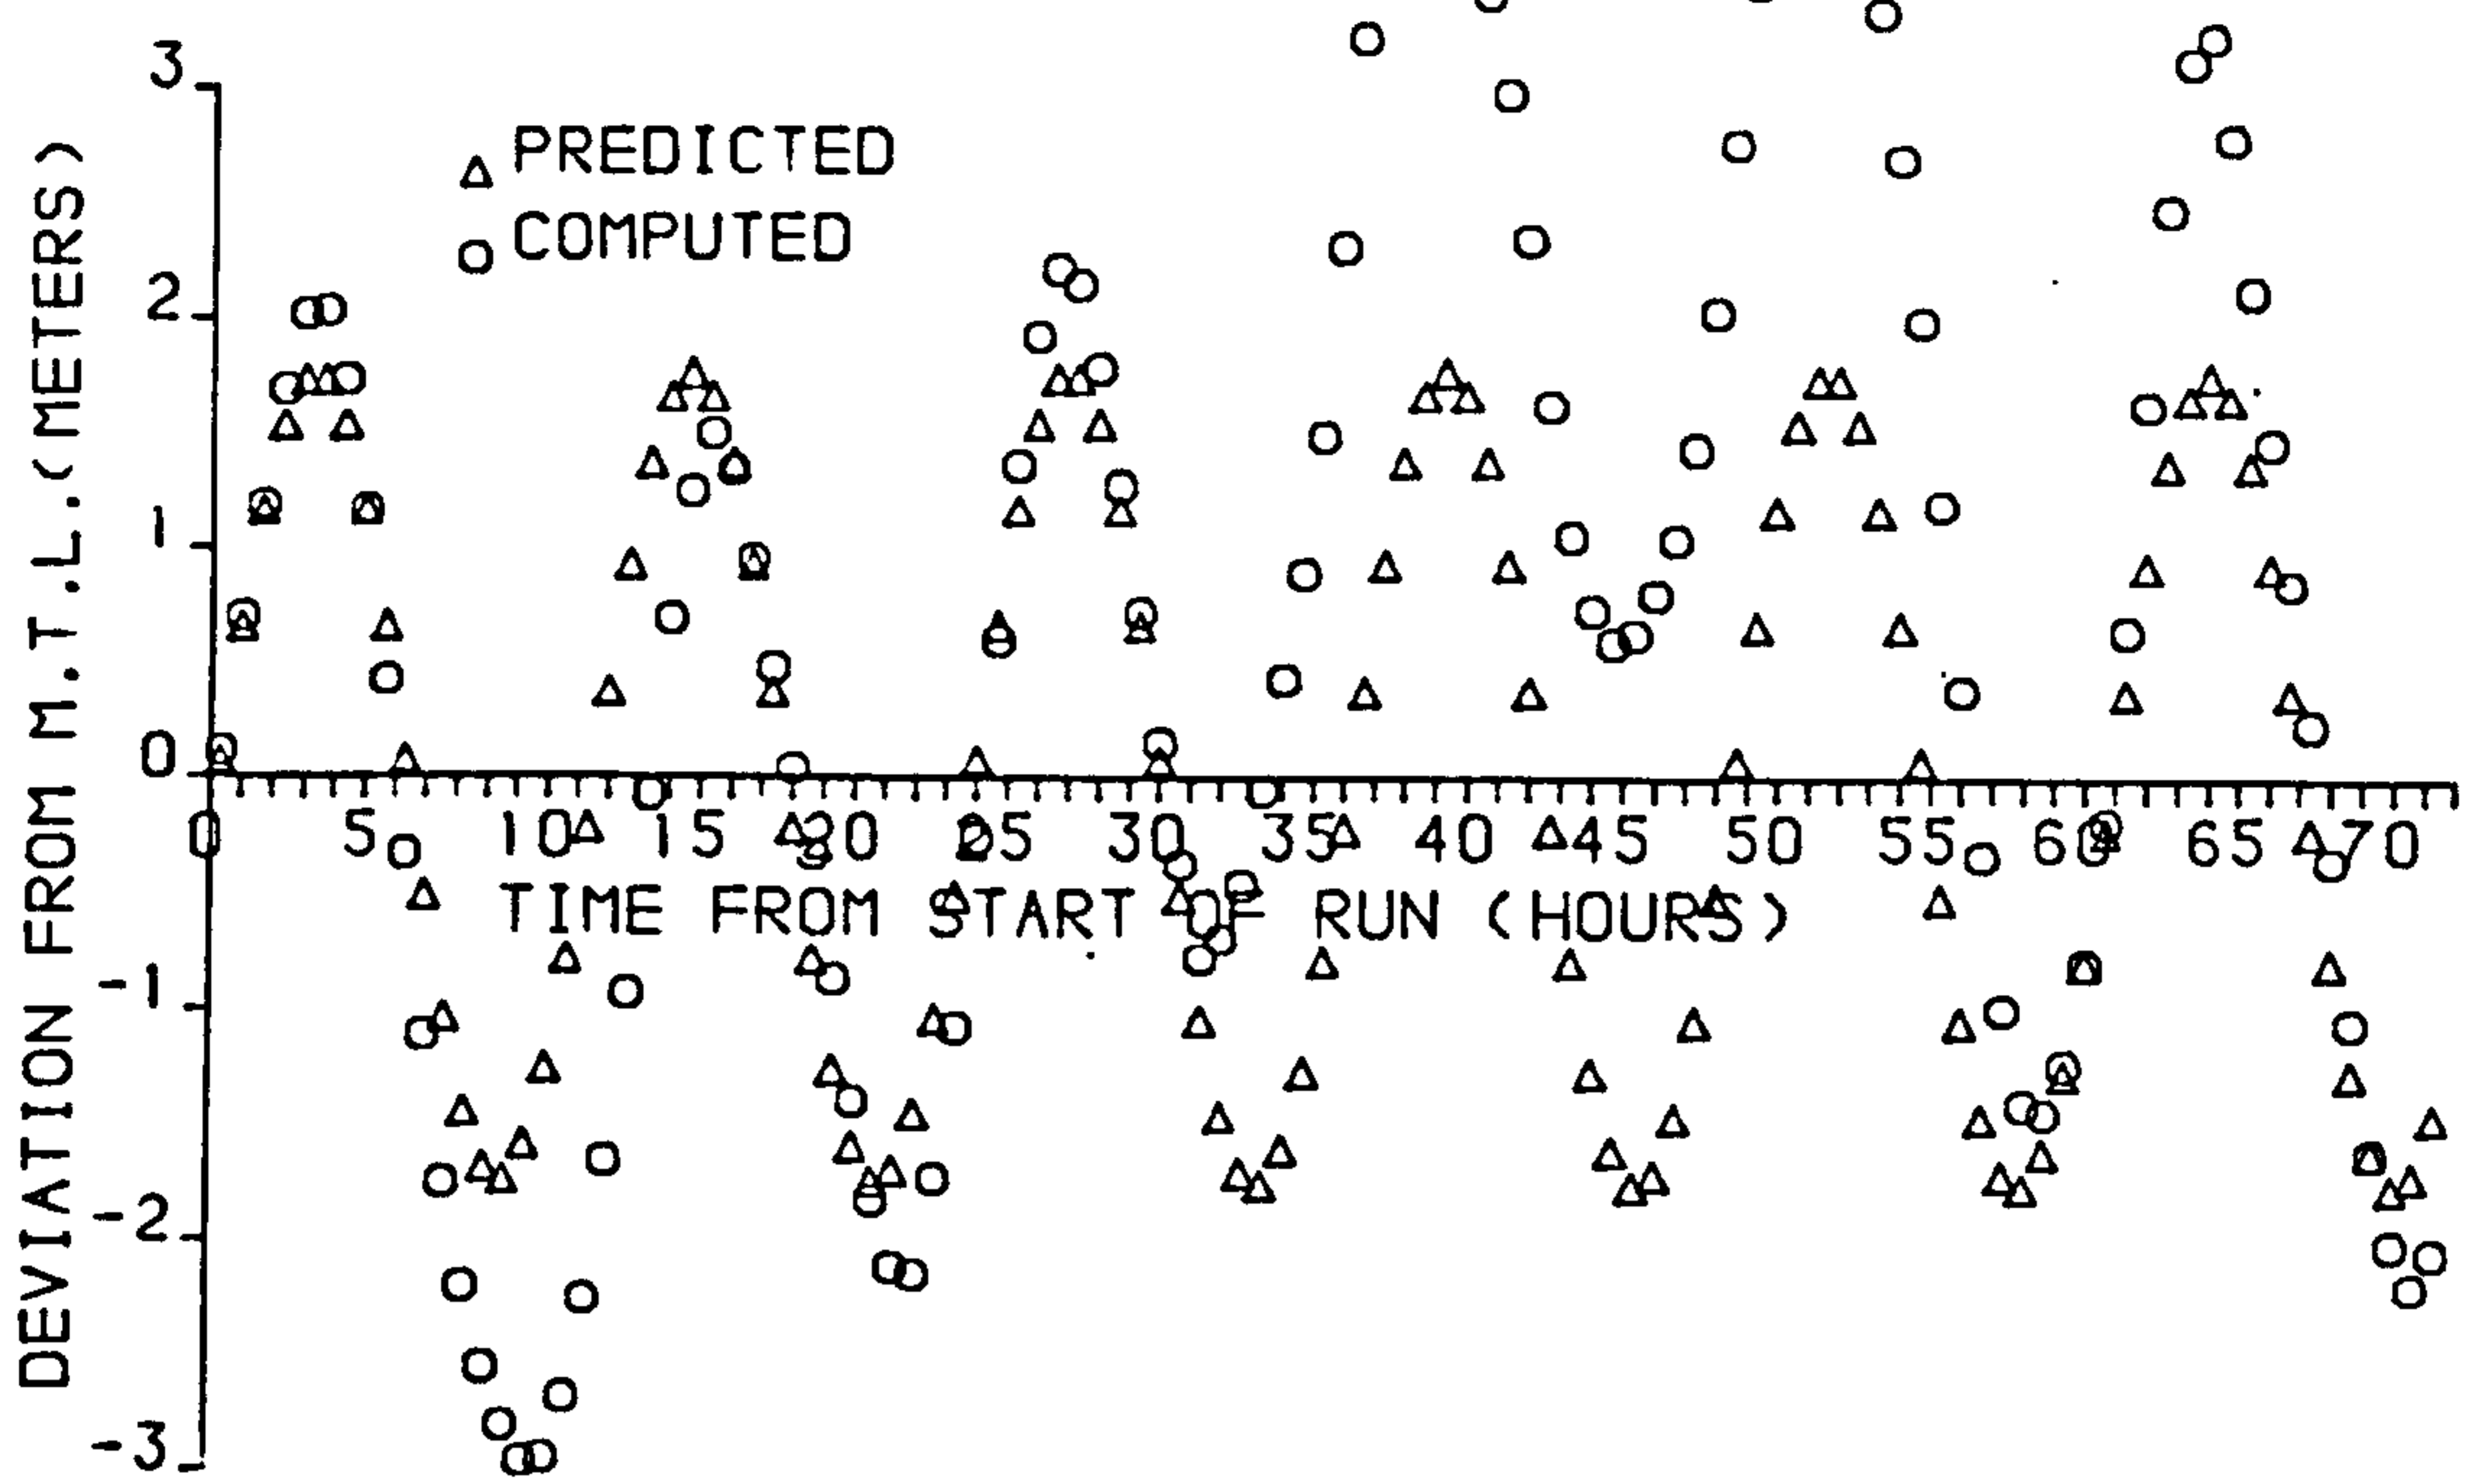 3
2
1
0
-1
-2
-3
DEVIATION FROM M.T.L.(METERS)
PREDICTED
COMPUTED
0 5 10 15 20 25 30 35 40 45 50 55 60 65 70
TIME FROM START OF RUN (HOURS)